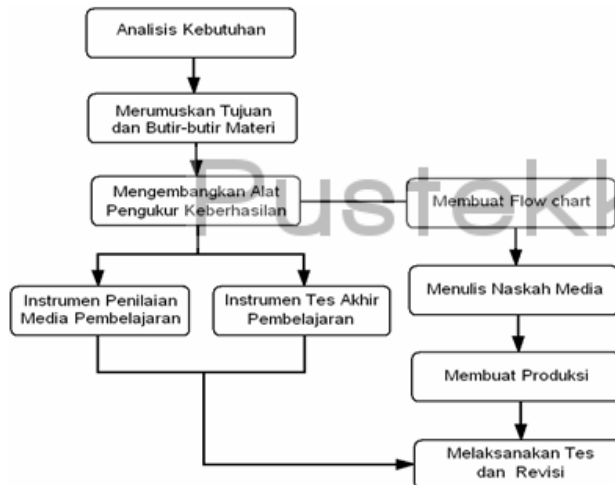 Analisis Kebutuhan
Merumuskan Tujuan
dan Butir-butir Materi
Mengembangkan Alat
Pengukur Keberhasilan
Membuat Flow chart
Instrumen Penilaian
Media Pembelajaran
Instrumen Tes Akhir
Pembelajaran
Menulis Naskah Media
Membuat Produksi
Melaksanakan Tes
dan Revisi
Pustekk